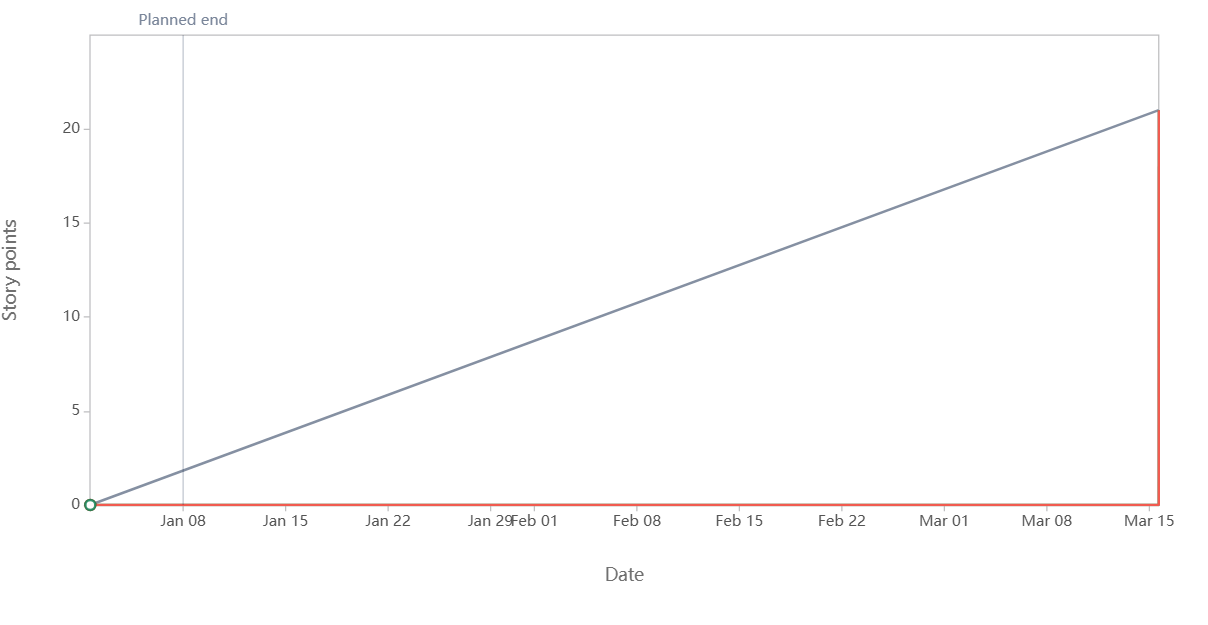 Planned end
20
15
10
5
0
Story points
Jan 08 Jan 15 Jan 22 Jan 29 Feb 01 Feb 08 Feb 15 Feb 22 Mar 01 Mar 08 Mar 15
Date